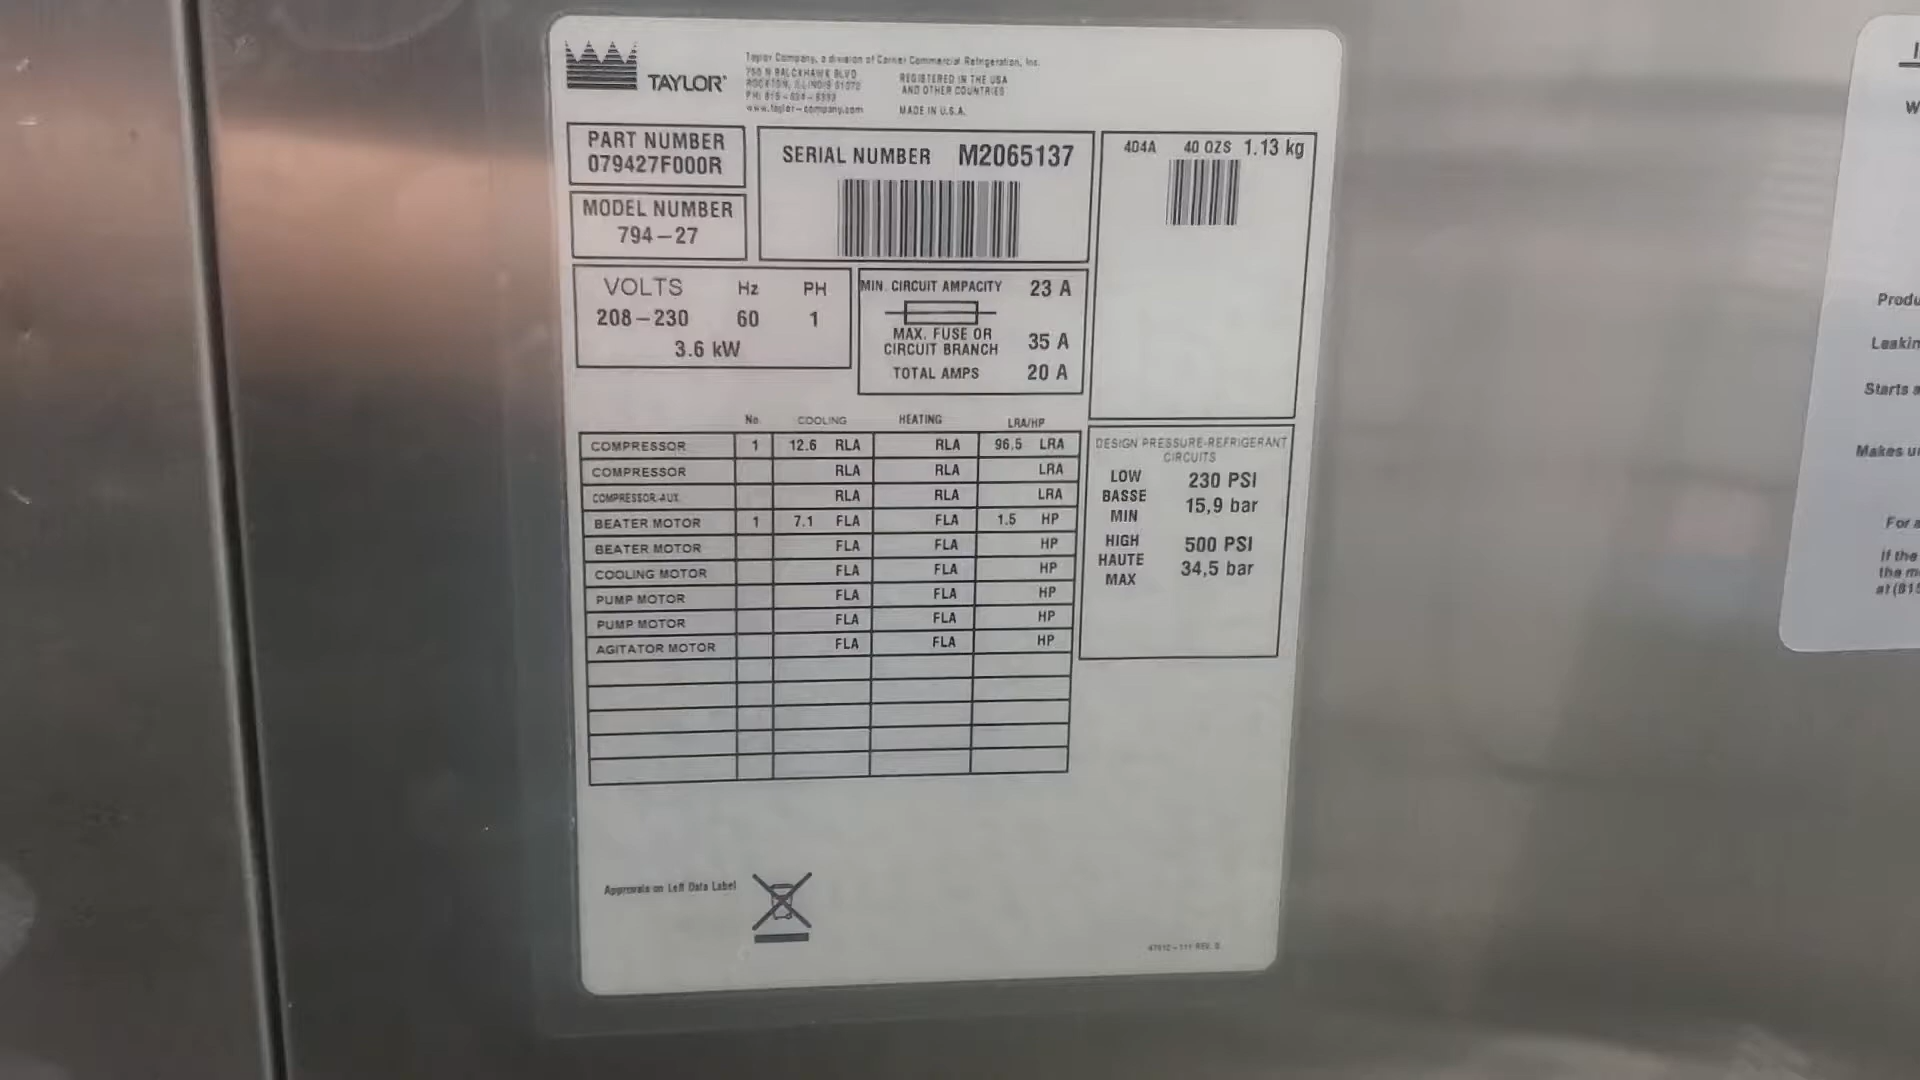 TAYLOR
Taylor Company, a division of Carrier Commercial Refrigeration, Inc.
750 N BALCKHAWK BLVD
ROCKTON, ILLINOIS 61072
PH: 815-624-8333
www.taylor-company.com
REGISTERED IN THE USA
AND OTHER COUNTRIES
MADE IN U.S.A.
PART NUMBER
079427F000R
MODEL NUMBER
794-27
SERIAL NUMBER M2065137
404A 40 OZS 1.13 kg
VOLTS Hz PH
208-230 60 1
3.6 kW
MIN. CIRCUIT AMPACITY 23 A
MAX. FUSE OR
CIRCUIT BRANCH 35 A
TOTAL AMPS 20 A
No. COOLING HEATING LRA/HP
COMPRESSOR 1 12.6 RLA RLA 96.5 LRA
COMPRESSOR RLA RLA LRA
COMPRESSOR-AUX. RLA RLA LRA
BEATER MOTOR 1 7.1 FLA FLA 1.5 HP
BEATER MOTOR FLA FLA HP
COOLING MOTOR FLA FLA HP
PUMP MOTOR FLA FLA HP
PUMP MOTOR FLA FLA HP
AGITATOR MOTOR FLA FLA HP
DESIGN PRESSURE-REFRIGERANT
CIRCUITS
LOW
BASSE
MIN
230 PSI
15,9 bar
HIGH
HAUTE
MAX
500 PSI
34,5 bar
Approvals on Left Data Label
REV. 
Starts
Makes
For
If the
the
at (815